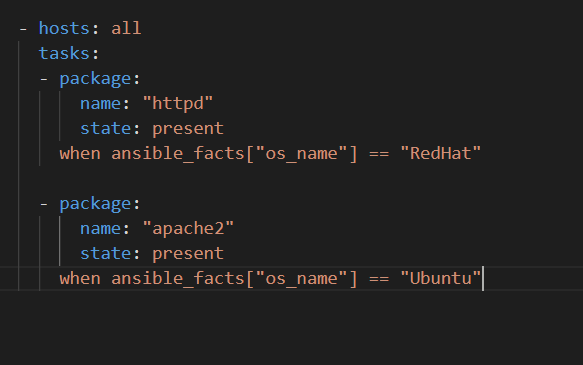 - hosts: all
  tasks:
  - package:
      name: "httpd"
      state: present
    when ansible_facts["os_name"] == "RedHat"
  - package:
      name: "apache2"
      state: present
    when ansible_facts["os_name"] == "Ubuntu"